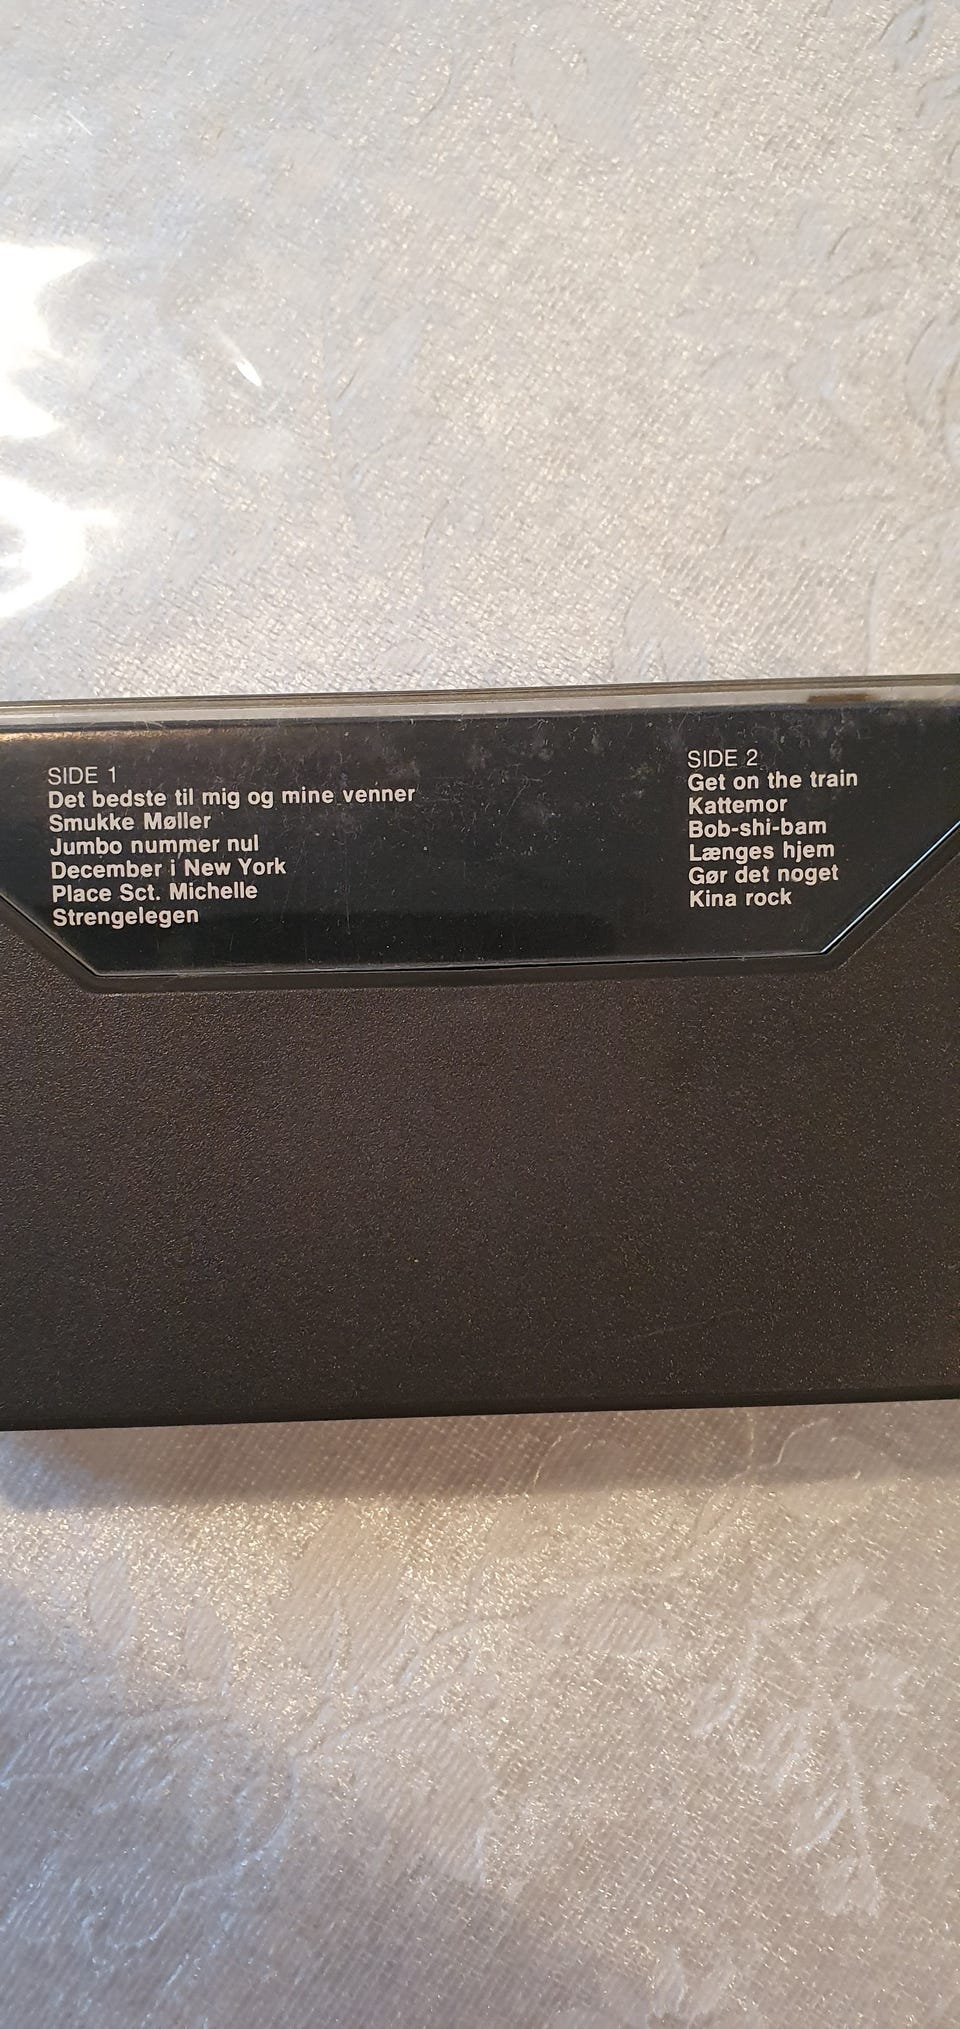 SIDE 1
Det bedste til mig og mine venner
Smukke Møller
Jumbo nummer nul
December i New York
Place Sct. Michelle
Strengelegen
SIDE 2
Get on the train
Kattemor
Bob-shi-bam
Længes hjem
Gør det noget
Kina rock